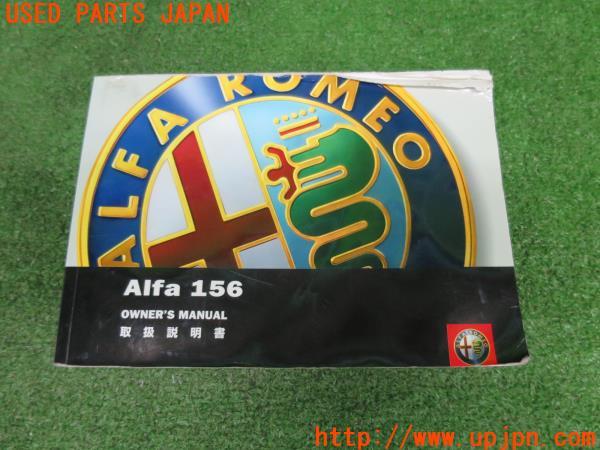 USED PARTS JAPAN
ALFA ROMEO
Alfa 156
OWNER'S MANUAL
取扱説明書
http://www.upjpn.com